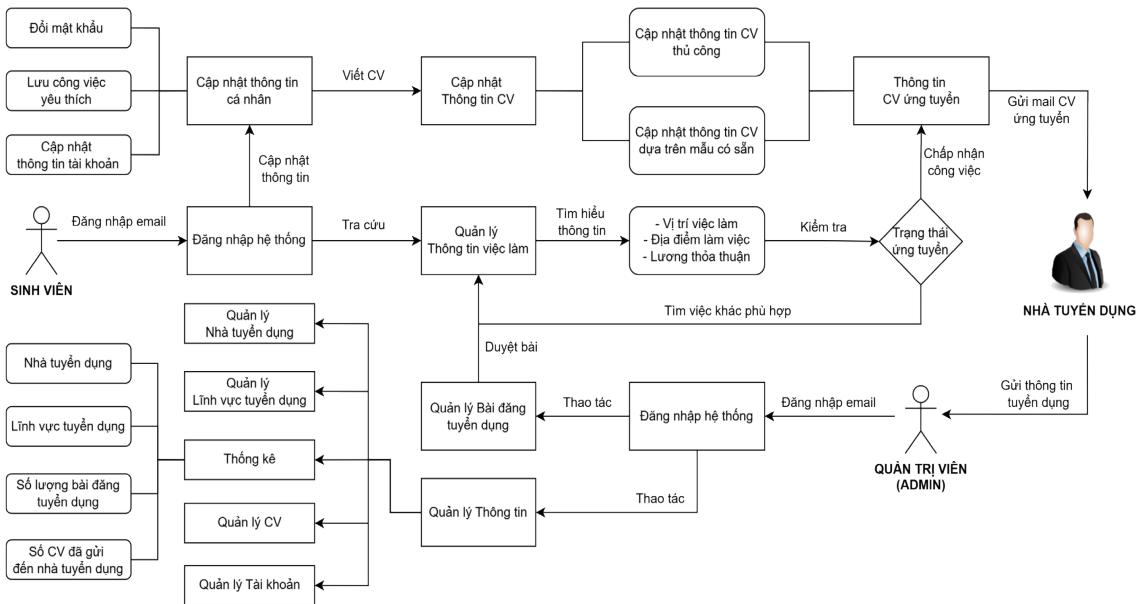 Đổi mật khẩu
Lưu công việc
yêu thích
Cập nhật
thông tin tài khoản
Cập nhật thông tin
cá nhân
Viết CV
Cập nhật
Thông tin CV
Cập nhật thông tin CV
thủ công
Cập nhật thông tin CV
dựa trên mẫu có sẵn
Thông tin
CV ứng tuyển
Gửi mail CV
ứng tuyển
Cập nhật
thông tin
Chấp nhận
công việc
SINH VIÊN
Đăng nhập email
Đăng nhập hệ thống
Tra cứu
Quản lý
Thông tin việc làm
Tìm hiểu
thông tin
- Vị trí việc làm
- Địa điểm làm việc
- Lương thỏa thuận
Kiểm tra
Trạng thái
ứng tuyển
NHÀ TUYỂN DỤNG
Tìm việc khác phù hợp
Duyệt bài
Quản lý
Nhà tuyển dụng
Quản lý
Lĩnh vực tuyển dụng
Thống kê
Quản lý CV
Quản lý Tài khoản
Nhà tuyển dụng
Lĩnh vực tuyển dụng
Số lượng bài đăng
tuyển dụng
Số CV đã gửi
đến nhà tuyển dụng
Quản lý Bài đăng
tuyển dụng
Thao tác
Đăng nhập hệ thống
Đăng nhập email
QUẢN TRỊ VIÊN
(ADMIN)
Gửi thông tin
tuyển dụng
Quản lý Thông tin
Thao tác